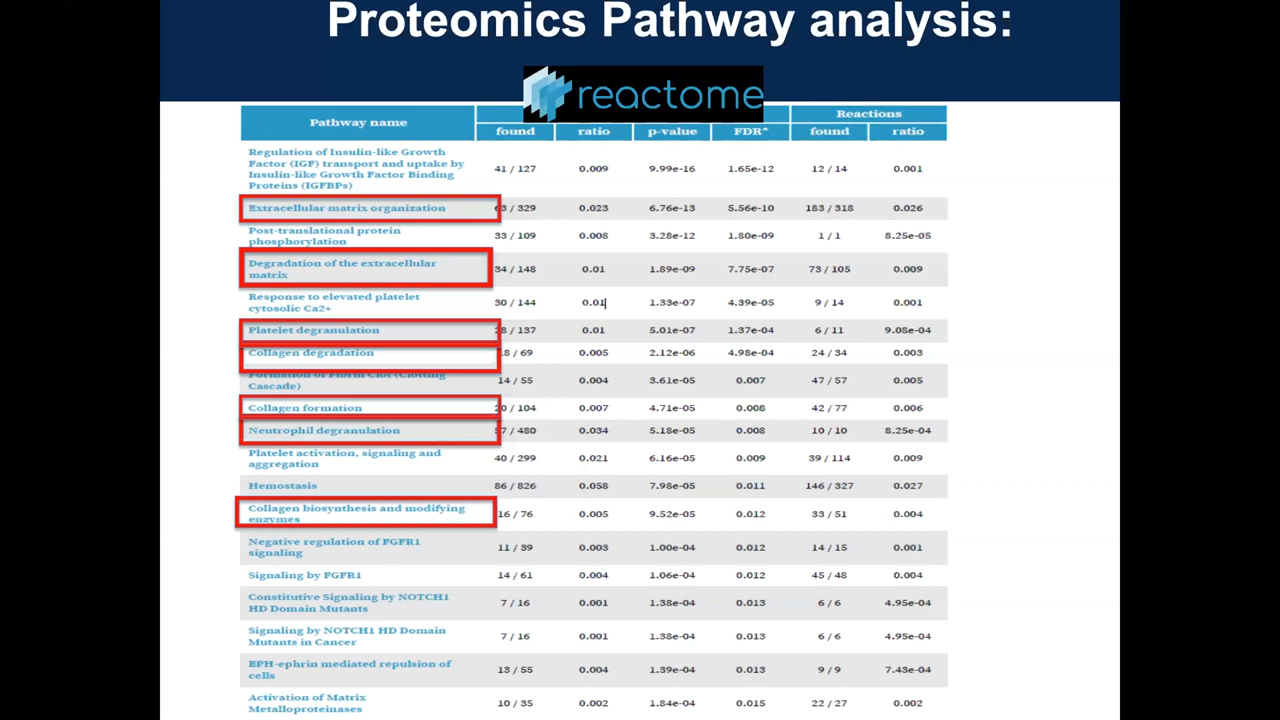 Proteomics Pathway analysis:
reactome
Pathway name
Reactions
found ratio p-value FDR* found ratio
Regulation of Insulin-like Growth
Factor (IGF) transport and uptake by
Insulin-like Growth Factor Binding
Proteins (IGFBPs)
41 / 127 0.009 9.99e-16 1.65e-12 12 / 14 0.001
Extracellular matrix organization 63 / 329 0.023 6.76e-13 5.56e-10 183 / 318 0.026
Post-translational protein
phosphorylation
33 / 109 0.008 3.28e-12 1.80e-09 1 / 1 8.25e-05
Degradation of the extracellular
matrix
34 / 148 0.01 1.89e-09 7.75e-07 73 / 105 0.009
Response to elevated platelet
cytosolic Ca2+
30 / 144 0.01 1.33e-07 4.39e-05 9 / 14 0.001
Platelet degranulation 28 / 137 0.01 5.01e-07 1.37e-04 6 / 11 9.08e-04
Collagen degradation 18 / 69 0.005 2.12e-06 4.98e-04 24 / 34 0.003
Formation of Fibrin Clot (Clotting
Cascade)
14 / 55 0.004 3.61e-05 0.007 47 / 57 0.005
Collagen formation 20 / 104 0.007 4.71e-05 0.008 42 / 77 0.006
Neutrophil degranulation 57 / 480 0.034 5.18e-05 0.008 10 / 10 8.25e-04
Platelet activation, signaling and
aggregation
40 / 299 0.021 6.16e-05 0.009 39 / 114 0.009
Hemostasis 86 / 826 0.058 7.98e-05 0.011 146 / 327 0.027
Collagen biosynthesis and modifying
enzymes
16 / 76 0.005 9.52e-05 0.012 33 / 51 0.004
Negative regulation of FGFR1
signaling
11 / 39 0.003 1.00e-04 0.012 14 / 15 0.001
Signaling by FGFR1 14 / 61 0.004 1.06e-04 0.012 45 / 48 0.004
Constitutive Signaling by NOTCH1
HD Domain Mutants
7 / 16 0.001 1.38e-04 0.013 6 / 6 4.95e-04
Signaling by NOTCH1 HD Domain
Mutants in Cancer
7 / 16 0.001 1.38e-04 0.013 6 / 6 4.95e-04
EPH-ephrin mediated repulsion of
cells
13 / 55 0.004 1.39e-04 0.013 9 / 9 7.43e-04
Activation of Matrix
Metalloproteinases
10 / 35 0.002 1.84e-04 0.015 22 / 27 0.002